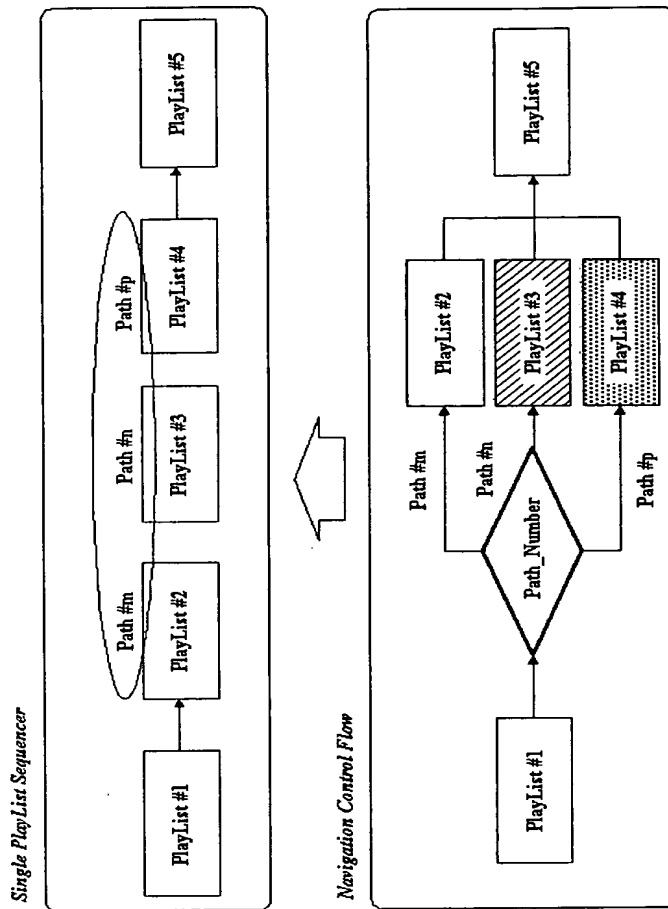 Single PlayList Sequencer
Path #m
Path #n
Path #p
PlayList #1
PlayList #2
PlayList #3
PlayList #4
PlayList #5
Navigation Control Flow
PlayList #1
Path_Number
Path #m
Path #n
Path #p
PlayList #2
PlayList #3
PlayList #4
PlayList #5